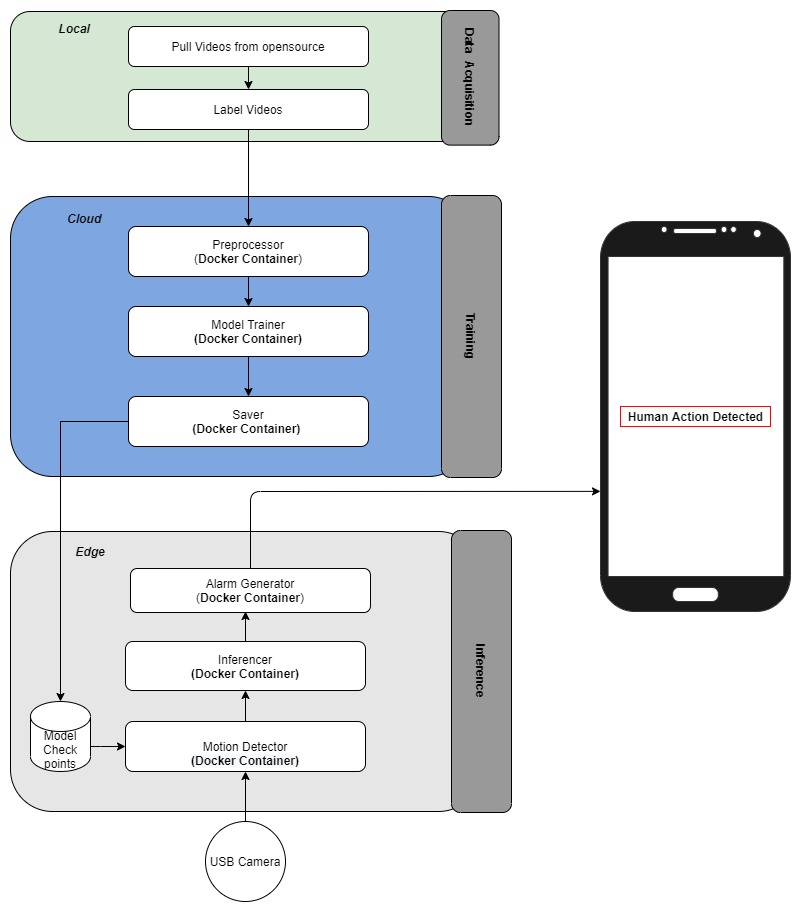 Local
Pull Videos from opensource
Label Videos
Data Acquisition
Cloud
Preprocessor
(Docker Container)
Model Trainer
(Docker Container)
Saver
(Docker Container)
Training
Human Action Detected
Edge
Alarm Generator
(Docker Container)
Inferencer
(Docker Container)
Model
Check
points
Motion Detector
(Docker Container)
Inference
USB Camera